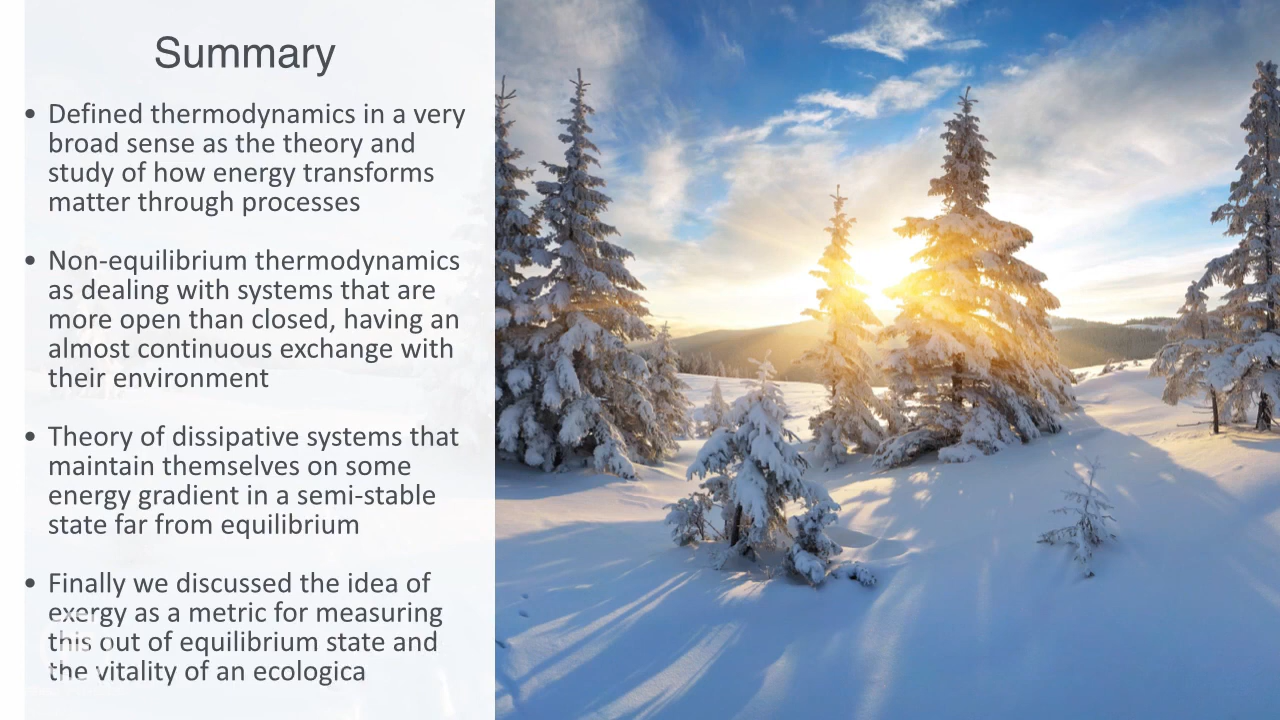 Summary
• Defined thermodynamics in a very
broad sense as the theory and
study of how energy transforms
matter through processes
• Non-equilibrium thermodynamics
as dealing with systems that are
more open than closed, having an
almost continuous exchange with
their environment
• Theory of dissipative systems that
maintain themselves on some
energy gradient in a semi-stable
state far from equilibrium
• Finally we discussed the idea of
exergy as a metric for measuring
this out of equilibrium state and
the vitality of an ecologica